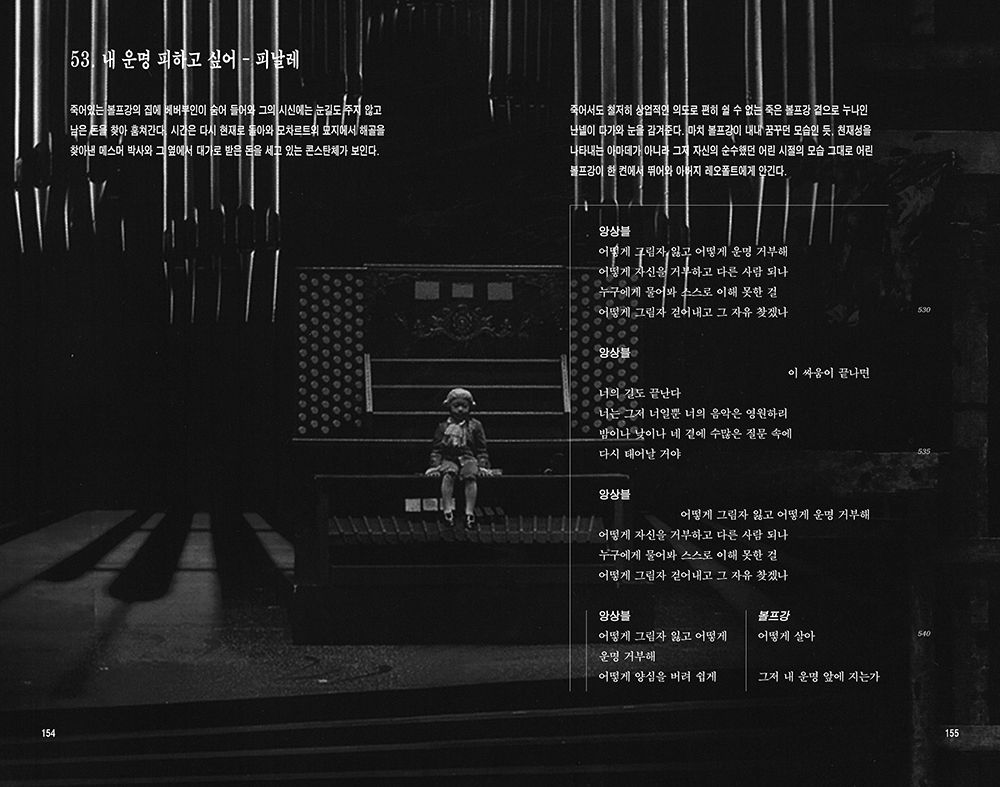 53. 내 운명 피하고 싶어 - 피날레
죽어있는 볼프강의 집에 베버부인이 숨어 들어와 그의 시신에는 눈길도 주지 않고
남은 돈을 찾아 훔쳐간다. 시간은 다시 현재로 돌아와 모차르트의 묘지에서 해골을
찾아낸 메스머 박사와 그 옆에서 대가로 받은 돈을 세고 있는 콘스탄체가 보인다.
154
죽어서도 철저히 상업적인 의도로 편히 쉴 수 없는 죽은 볼프강 곁으로 누나인
난넬이 다가와 눈을 감겨준다. 마치 볼프강이 내내 꿈꾸던 모습인 듯, 천재성을
나타내는 아마데가 아니라 그저 자신의 순수했던 어린 시절의 모습 그대로 어린
볼프강이 한 켠에서 뛰어와 아버지 레오폴트에게 안긴다.
앙상블
어떻게 그림자 잃고 어떻게 운명 거부해
어떻게 자신을 거부하고 다른 사람 되나
누구에게 물어봐 스스로 이해 못한 걸
어떻게 그림자 걷어내고 그 자유 찾겠나 530
앙상블
이 싸움이 끝나면
너의 길도 끝난다
너는 그저 너일뿐 너의 음악은 영원하리
밤이나 낮이나 네 곁에 수많은 질문 속에
다시 태어날 거야 535
앙상블
어떻게 그림자 잃고 어떻게 운명 거부해
어떻게 자신을 거부하고 다른 사람 되나
누구에게 물어봐 스스로 이해 못한 걸
어떻게 그림자 걷어내고 그 자유 찾겠나
앙상블
어떻게 그림자 잃고 어떻게
운명 거부해
어떻게 양심을 버려 쉽게
볼프강
어떻게 살아 540
그저 내 운명 앞에 지는가
155